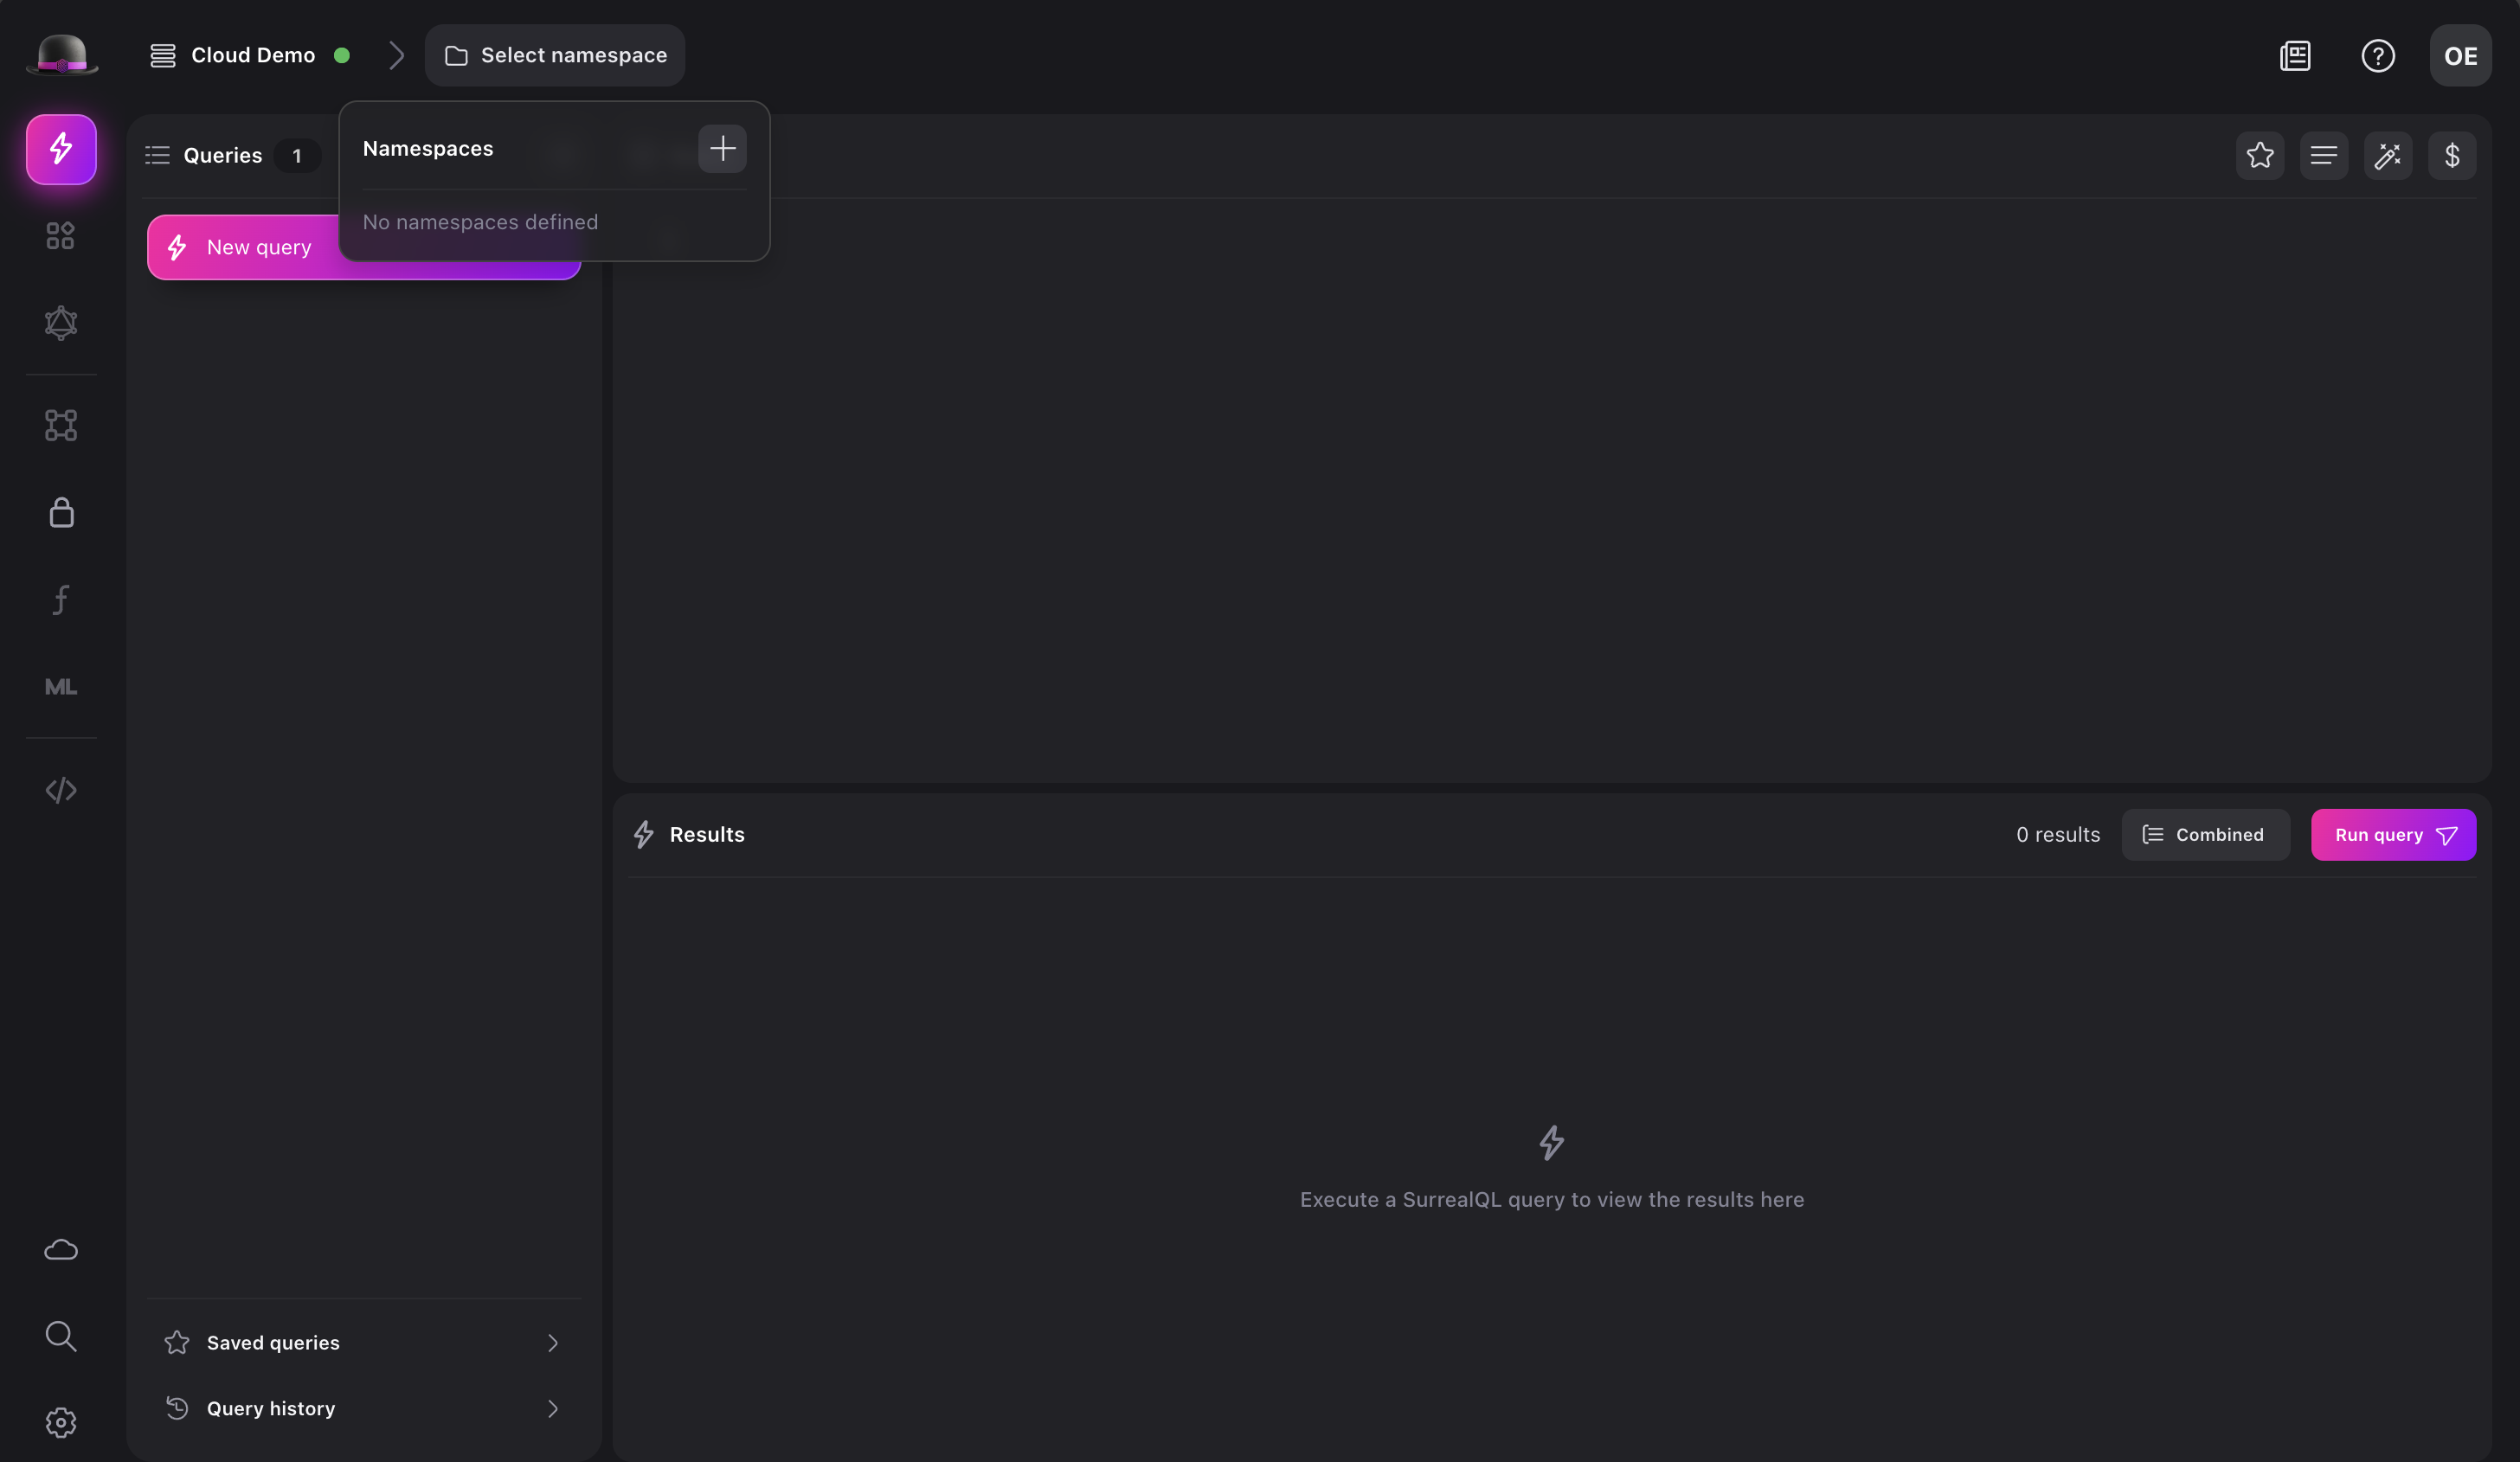 Cloud Demo
Select namespace
OE
Queries 1
Namespaces
No namespaces defined
New query
$
ML
Results
0 results
Combined
Run query
Execute a SurrealQL query to view the results here
Saved queries
Query history